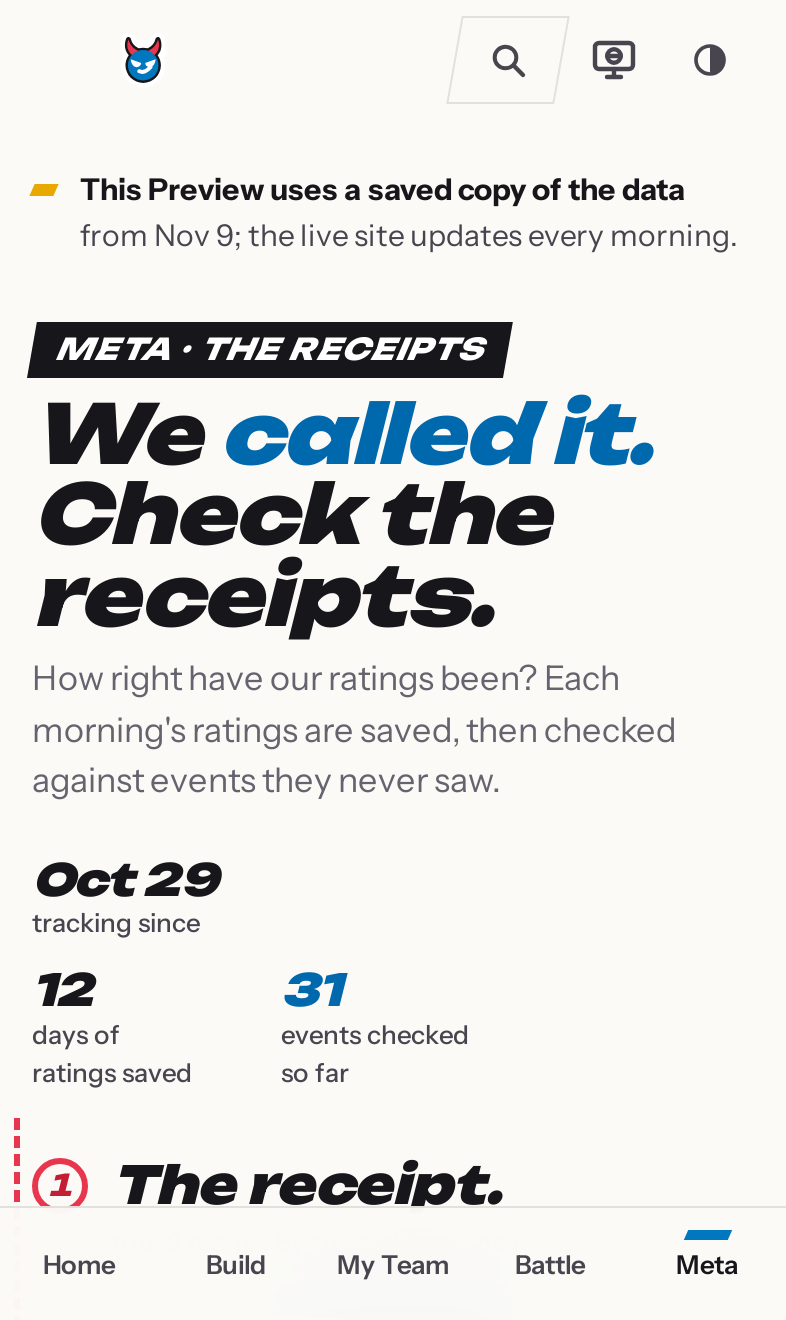 This Preview uses a saved copy of the data
from Nov 9; the live site updates every morning.
META · THE RECEIPTS
We called it.
Check the
receipts.
How right have our ratings been? Each
morning's ratings are saved, then checked
against events they never saw.
Oct 29
tracking since
12
days of
ratings saved
31
events checked
so far
1 The receipt.
Home Build My Team Battle Meta